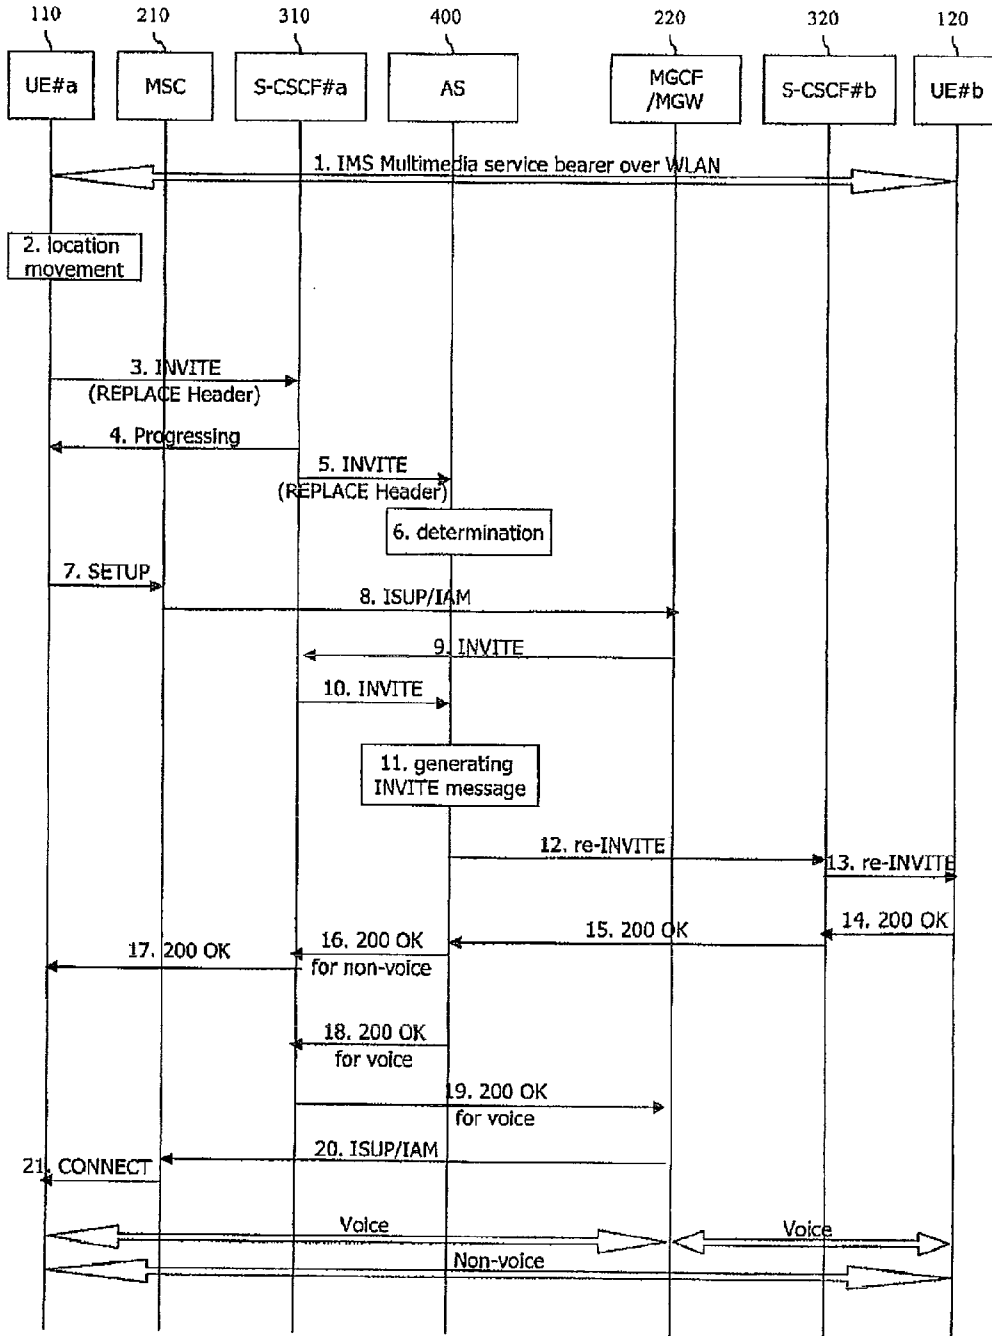 110 210 310 400 220 320 120
UE#a MSC S-CSCF#a AS MGCF /MGW S-CSCF#b UE#b
1. IMS Multimedia service bearer over WLAN
2. location
movement
3. INVITE
(REPLACE Header)
4. Progressing
5. INVITE
(REPLACE Header)
6. determination
7. SETUP
8. ISUP/IAM
9. INVITE
10. INVITE
11. generating
INVITE message
12. re-INVITE
13. re-INVITE
14. 200 OK
15. 200 OK
16. 200 OK
for non-voice
17. 200 OK
18. 200 OK
for voice
19. 200 OK
for voice
20. ISUP/IAM
21. CONNECT
Voice
Voice
Non-voice